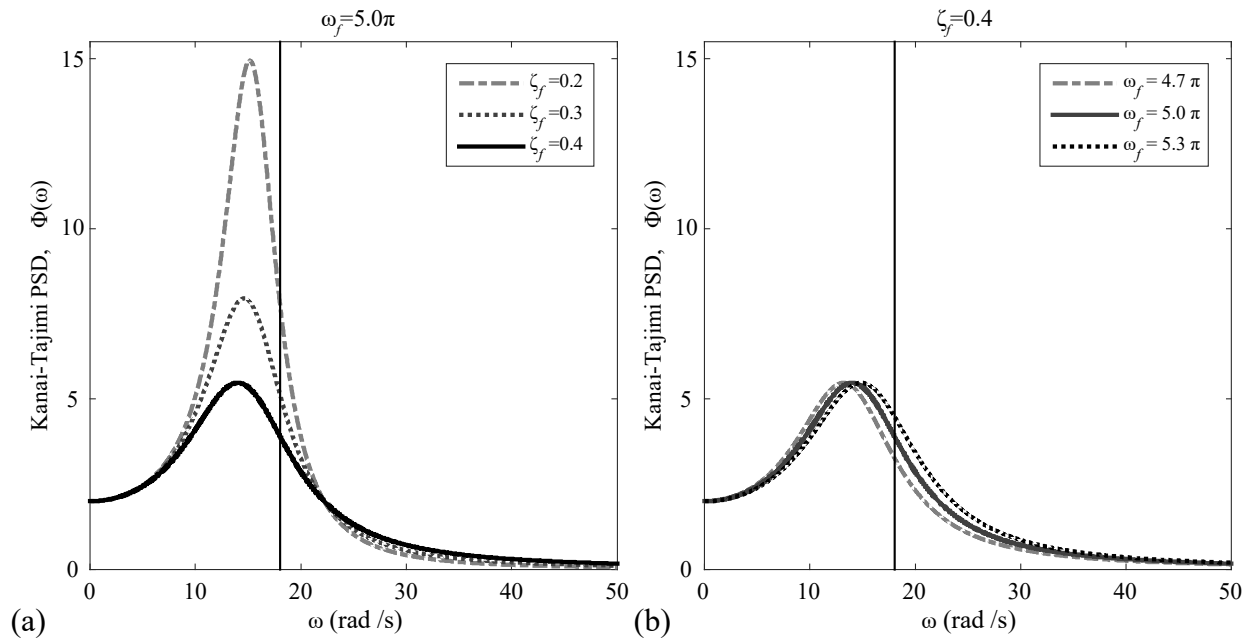 ω_f=5.0π
15
10
5
0
Kanai-Tajimi PSD, Φ(ω)
ζ_f=0.2
ζ_f=0.3
ζ_f=0.4
0 10 20 30 40 50
ω (rad /s)
(a)
ζ_f=0.4
15
10
5
0
Kanai-Tajimi PSD, Φ(ω)
ω_f = 4.7 π
ω_f = 5.0 π
ω_f = 5.3 π
0 10 20 30 40 50
ω (rad /s)
(b)